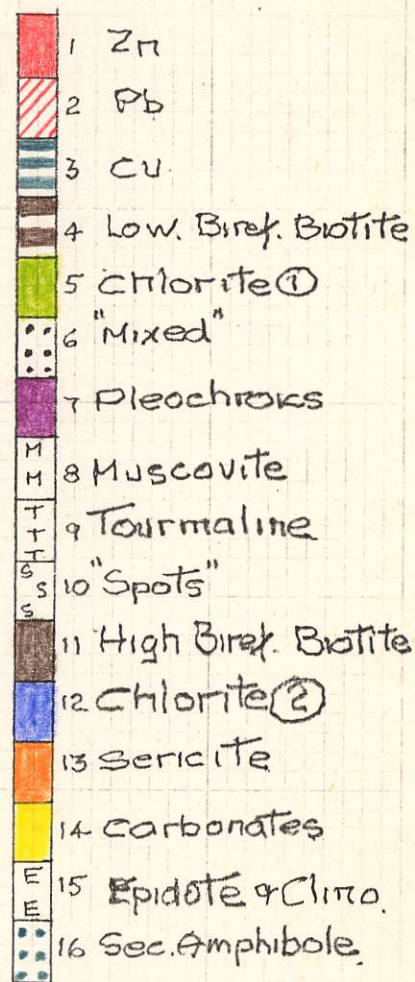 1 Zn
2 Pb
3 Cu
4 Low. Biref. Biotite
5 Chlorite ①
6 "Mixed"
7 Pleochroics
M
M 8 Muscovite
T
T 9 Tourmaline
T
S
S 10 "Spots"
S
11 High Biref. Biotite
12 Chlorite ②
13 Sericite
14 Carbonates
E 15 Epidote & Clino.
E
16 Sec. Amphibole